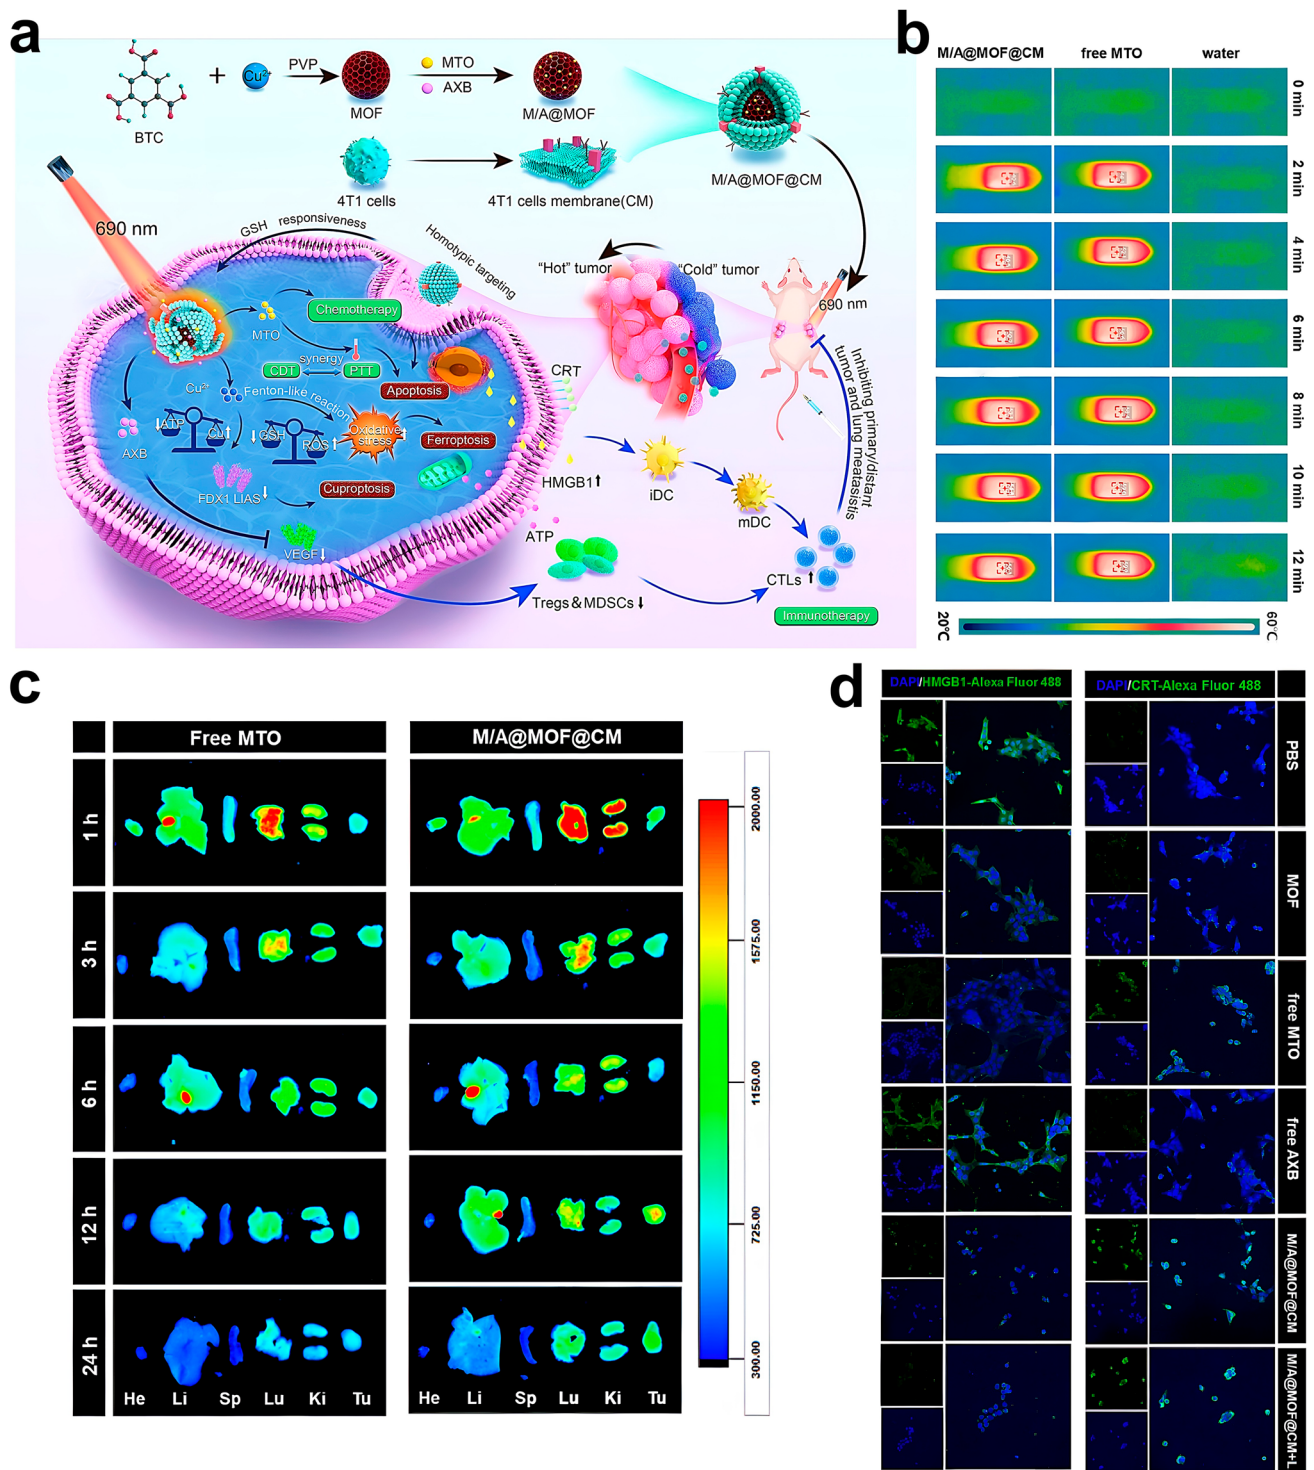 a
BTC
+
Cu²⁺
PVP
MOF
MTO
AXB
M/A@MOF
4T1 cells
4T1 cells membrane(CM)
M/A@MOF@CM
690 nm
GSH responsiveness
Homotypic targeting
"Hot" tumor
"Cold" tumor
690 nm
MTO
Chemotherapy
synergy
CDT
PTT
Apoptosis
Cu²⁺
Fenton-like reaction
ATP
Cu
GSH
ROS
Oxidative
stress
Ferroptosis
AXB
FDX1 LIAS
Cuproptosis
VEGF
CRT
HMGB1
ATP
iDC
mDC
CTLs
Tregs & MDSCs
Immunotherapy
Inhibiting primary/distant
tumor and lung meatasistis
b
M/A@MOF@CM
free MTO
water
0 min
2 min
4 min
6 min
8 min
10 min
12 min
20°C
60°C
c
Free MTO
M/A@MOF@CM
1 h
3 h
6 h
12 h
24 h
He Li Sp Lu Ki Tu
He Li Sp Lu Ki Tu
2000.00
1575.00
1150.00
725.00
300.00
d
DAPI/HMGB1-Alexa Fluor 488
DAPI/CRT-Alexa Fluor 488
PBS
MOF
free MTO
free AXB
M/A@MOF@CM
M/A@MOF@CM+L